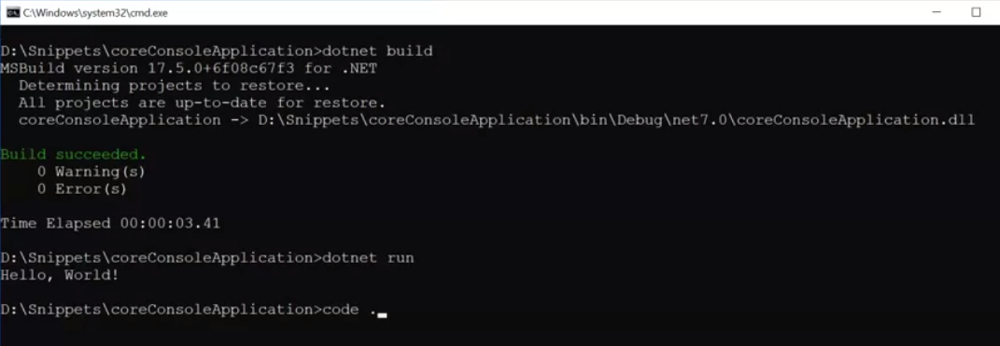 C:\Windows\system32\cmd.exe
D:\Snippets\coreConsoleApplication>dotnet build
MSBuild version 17.5.0+6f08c67f3 for .NET
  Determining projects to restore...
  All projects are up-to-date for restore.
  coreConsoleApplication -> D:\Snippets\coreConsoleApplication\bin\Debug\net7.0\coreConsoleApplication.dll
Build succeeded.
    0 Warning(s)
    0 Error(s)
Time Elapsed 00:00:03.41
D:\Snippets\coreConsoleApplication>dotnet run
Hello, World!
D:\Snippets\coreConsoleApplication>code .